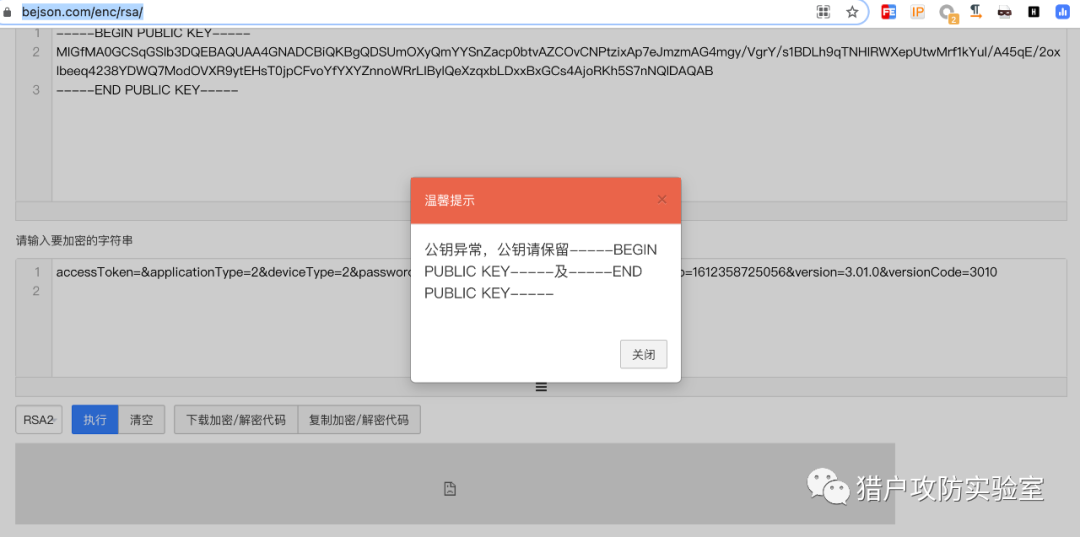 bejson.com/enc/rsa/
FE
IP
2
H
1
-----BEGIN PUBLIC KEY-----
2
MIGfMA0GCSqGSIb3DQEBAQUAA4GNADCBiQKBgQDSUmOXyQmYYSnZacp0btvAZCOvCNPtzixAp7eJmzmAG4mgy/VgrY/s1BDLh9qTNHIRWXepUtwMrf1kYuI/A45qE/2ox
lbeeq4238YDWQ7ModOVXR9ytEHsT0jpCFvoYfYXYZnnoWRrLIBylQeXzqxbLDxxBxGCs4AjoRKh5S7nNQIDAQAB
3
-----END PUBLIC KEY-----
温馨提示
×
公钥异常，公钥请保留-----BEGIN
PUBLIC KEY-----及-----END
PUBLIC KEY-----
关闭
请输入要加密的字符串
1
accessToken=&applicationType=2&deviceType=2&password
=1612358725056&version=3.01.0&versionCode=3010
2
RSA2
执行
清空
下载加密/解密代码
复制加密/解密代码
猎户攻防实验室